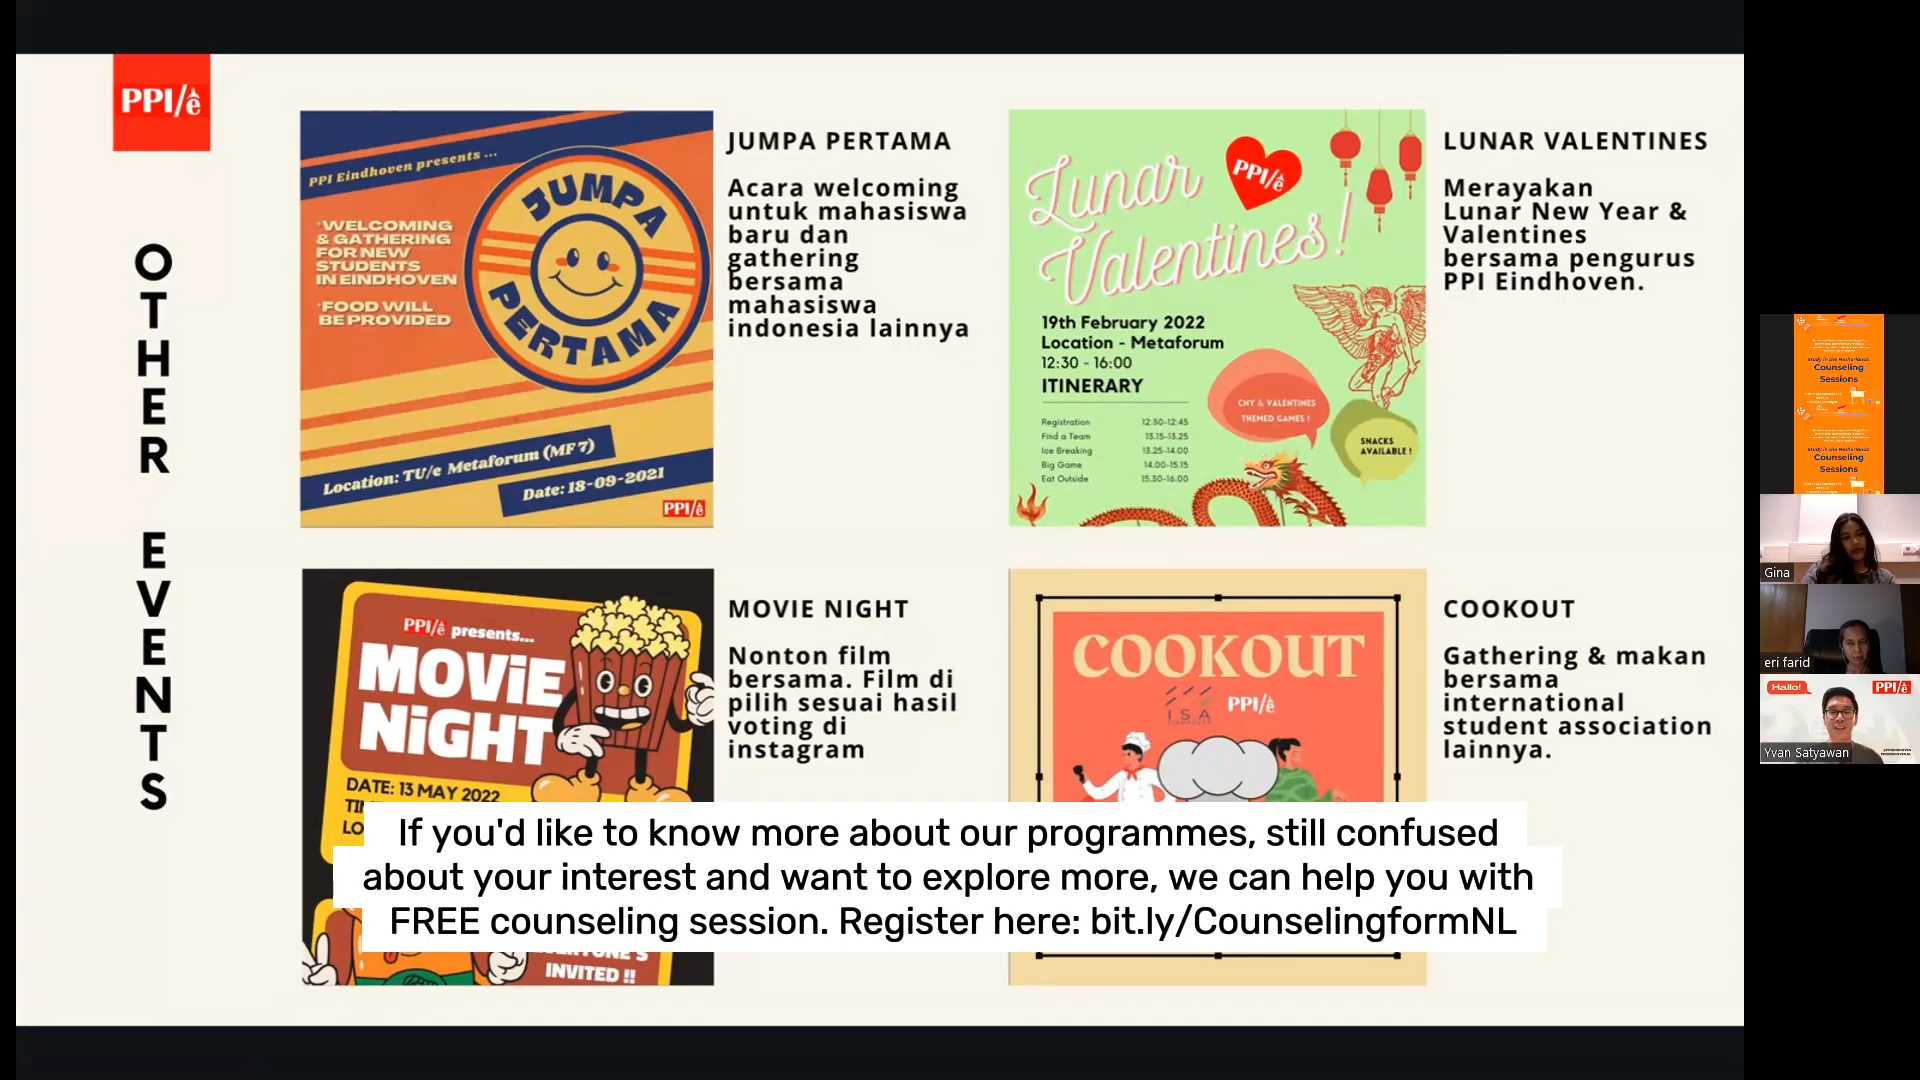 PPI/ê
OTHER EVENTS
PPI Eindhoven presents ...
*WELCOMING
& GATHERING
FOR NEW
STUDENTS
IN EINDHOVEN
*FOOD WILL
BE PROVIDED
JUMPA
PERTAMA
Location: TU/e Metaforum (MF 7)
Date: 18-09-2021
PPI/ê
JUMPA PERTAMA
Acara welcoming
untuk mahasiswa
baru dan
gathering
bersama
mahasiswa
indonesia lainnya
Lunar
Valentines!
PPI/ê
19th February 2022
Location - Metaforum
12:30 - 16:00
ITINERARY
Registration 12:30-12:45
Find a Team 13.15-13.25
Ice Breaking 13.25-14.00
Big Game 14.00-15.15
Eat Outside 15.30-16.00
CNY & VALENTINES
THEMED GAMES !
SNACKS
AVAILABLE !
LUNAR VALENTINES
Merayakan
Lunar New Year &
Valentines
bersama pengurus
PPI Eindhoven.
PPI/ê presents...
MOViE
NiGHT
DATE: 13 MAY 2022
INVITED !!
MOVIE NIGHT
Nonton film
bersama. Film di
pilih sesuai hasil
voting di
instagram
COOKOUT
ISA
PPI/ê
COOKOUT
Gathering & makan
bersama
international
student association
lainnya.
If you'd like to know more about our programmes, still confused
about your interest and want to explore more, we can help you with
FREE counseling session. Register here: bit.ly/CounselingformNL
Study in the Netherlands
Counseling
Sessions
Study in the Netherlands
Counseling
Sessions
Gina
eri farid
Hallo!
PPI/ê
Yvan Satyawan